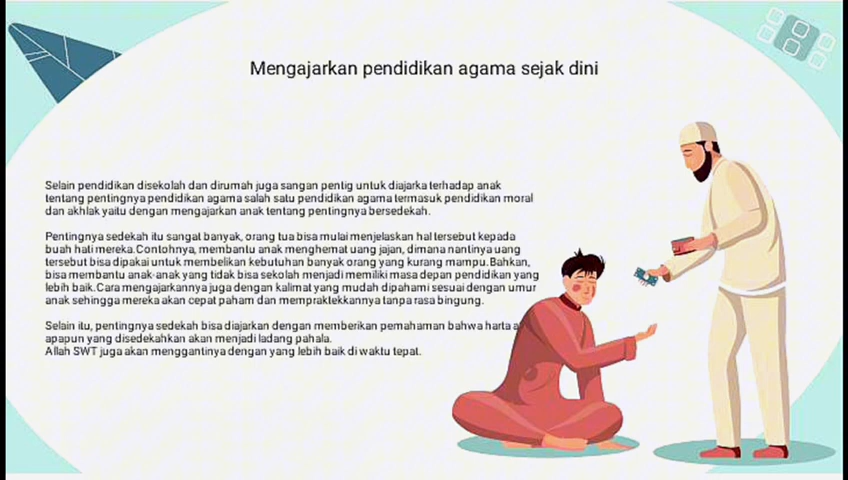 Mengajarkan pendidikan agama sejak dini
Selain pendidikan disekolah dan dirumah juga sangan pentig untuk diajarka terhadap anak
tentang pentingnya pendidikan agama salah satu pendidikan agama termasuk pendidikan moral
dan akhlak yaitu dengan mengajarkan anak tentang pentingnya bersedekah.
Pentingnya sedekah itu sangat banyak, orang tua bisa mulai menjelaskan hal tersebut kepada
buah hati mereka.Contohnya, membantu anak menghemat uang jajan, dimana nantinya uang
tersebut bisa dipakai untuk membelikan kebutuhan banyak orang yang kurang mampu.Bahkan,
bisa membantu anak-anak yang tidak bisa sekolah menjadi memiliki masa depan pendidikan yang
lebih baik.Cara mengajarkannya juga dengan kalimat yang mudah dipahami sesuai dengan umur
anak sehingga mereka akan cepat paham dan mempraktekkannya tanpa rasa bingung.
Selain itu, pentingnya sedekah bisa diajarkan dengan memberikan pemahaman bahwa harta
apapun yang disedekahkan akan menjadi ladang pahala.
Allah SWT juga akan menggantinya dengan yang lebih baik di waktu tepat.